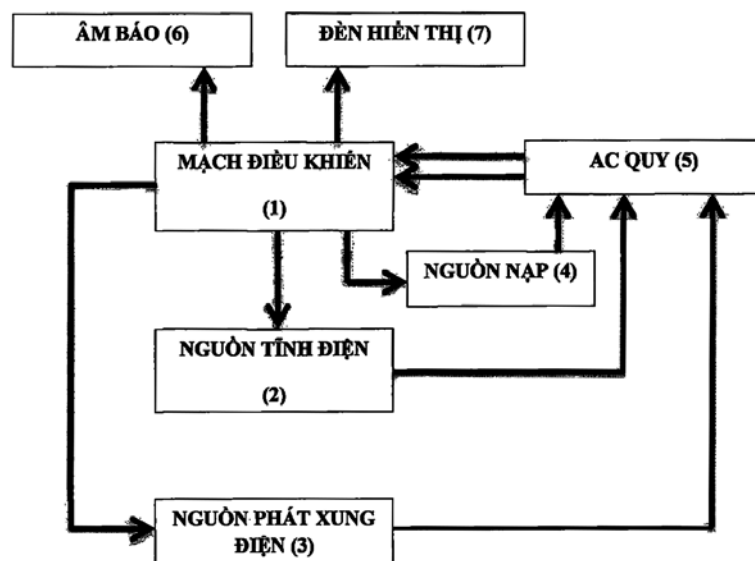 ÂM BÁO (6)
ĐÈN HIỂN THỊ (7)
MẠCH ĐIỀU KHIỂN
(1)
AC QUY (5)
NGUỒN NẠP (4)
NGUỒN TĨNH ĐIỆN
(2)
NGUỒN PHÁT XUNG
ĐIỆN (3)